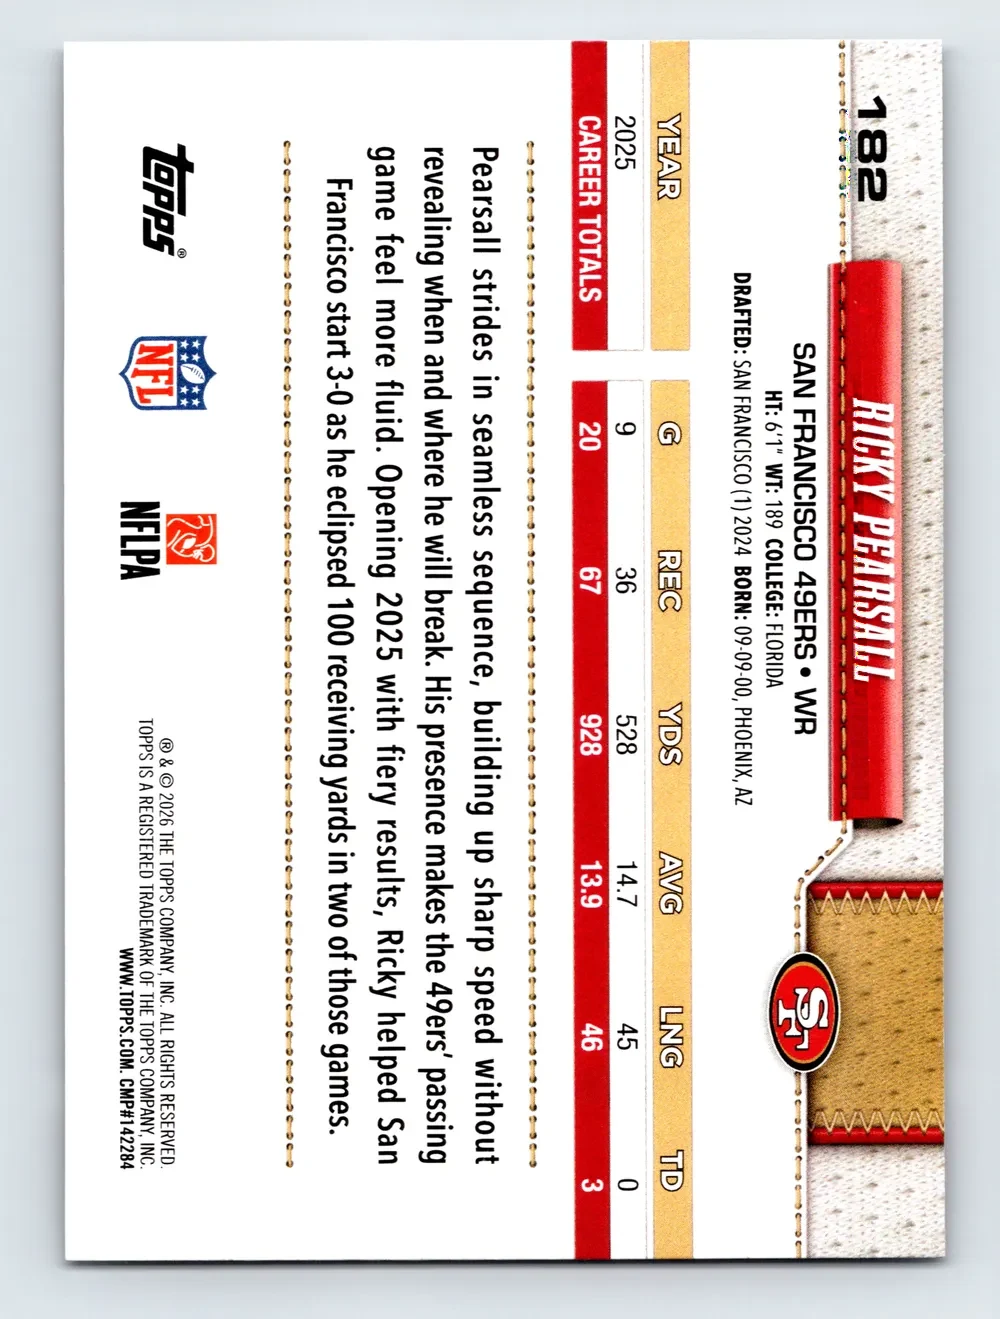 182
RICKY PEARSALL
SAN FRANCISCO 49ERS • WR
HT: 6'1" WT: 189 COLLEGE: FLORIDA
DRAFTED: SAN FRANCISCO (1) 2024 BORN: 09-09-00, PHOENIX, AZ
SF
YEAR G REC YDS AVG LNG TD
2025 9 36 528 14.7 45 0
CAREER TOTALS 20 67 928 13.9 46 3
Pearsall strides in seamless sequence, building up sharp speed without
revealing when and where he will break. His presence makes the 49ers' passing
game feel more fluid. Opening 2025 with fiery results, Ricky helped San
Francisco start 3-0 as he eclipsed 100 receiving yards in two of those games.
topps®
NFL
NFLPA
® & © 2026 THE TOPPS COMPANY, INC. ALL RIGHTS RESERVED.
TOPPS IS A REGISTERED TRADEMARK OF THE TOPPS COMPANY, INC.
WWW.TOPPS.COM. CMP#142284